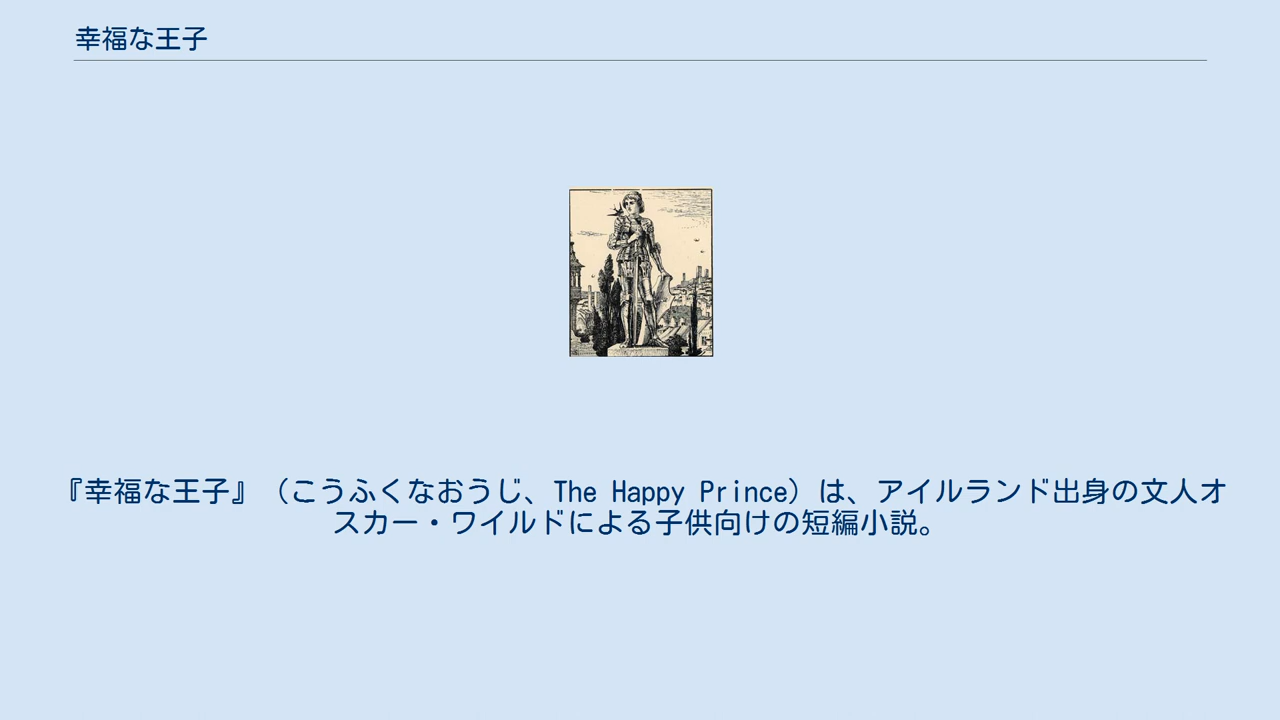 幸福な王子
『幸福な王子』（こうふくなおうじ、The Happy Prince）は、アイルランド出身の文人オ
スカー・ワイルドによる子供向けの短編小説。